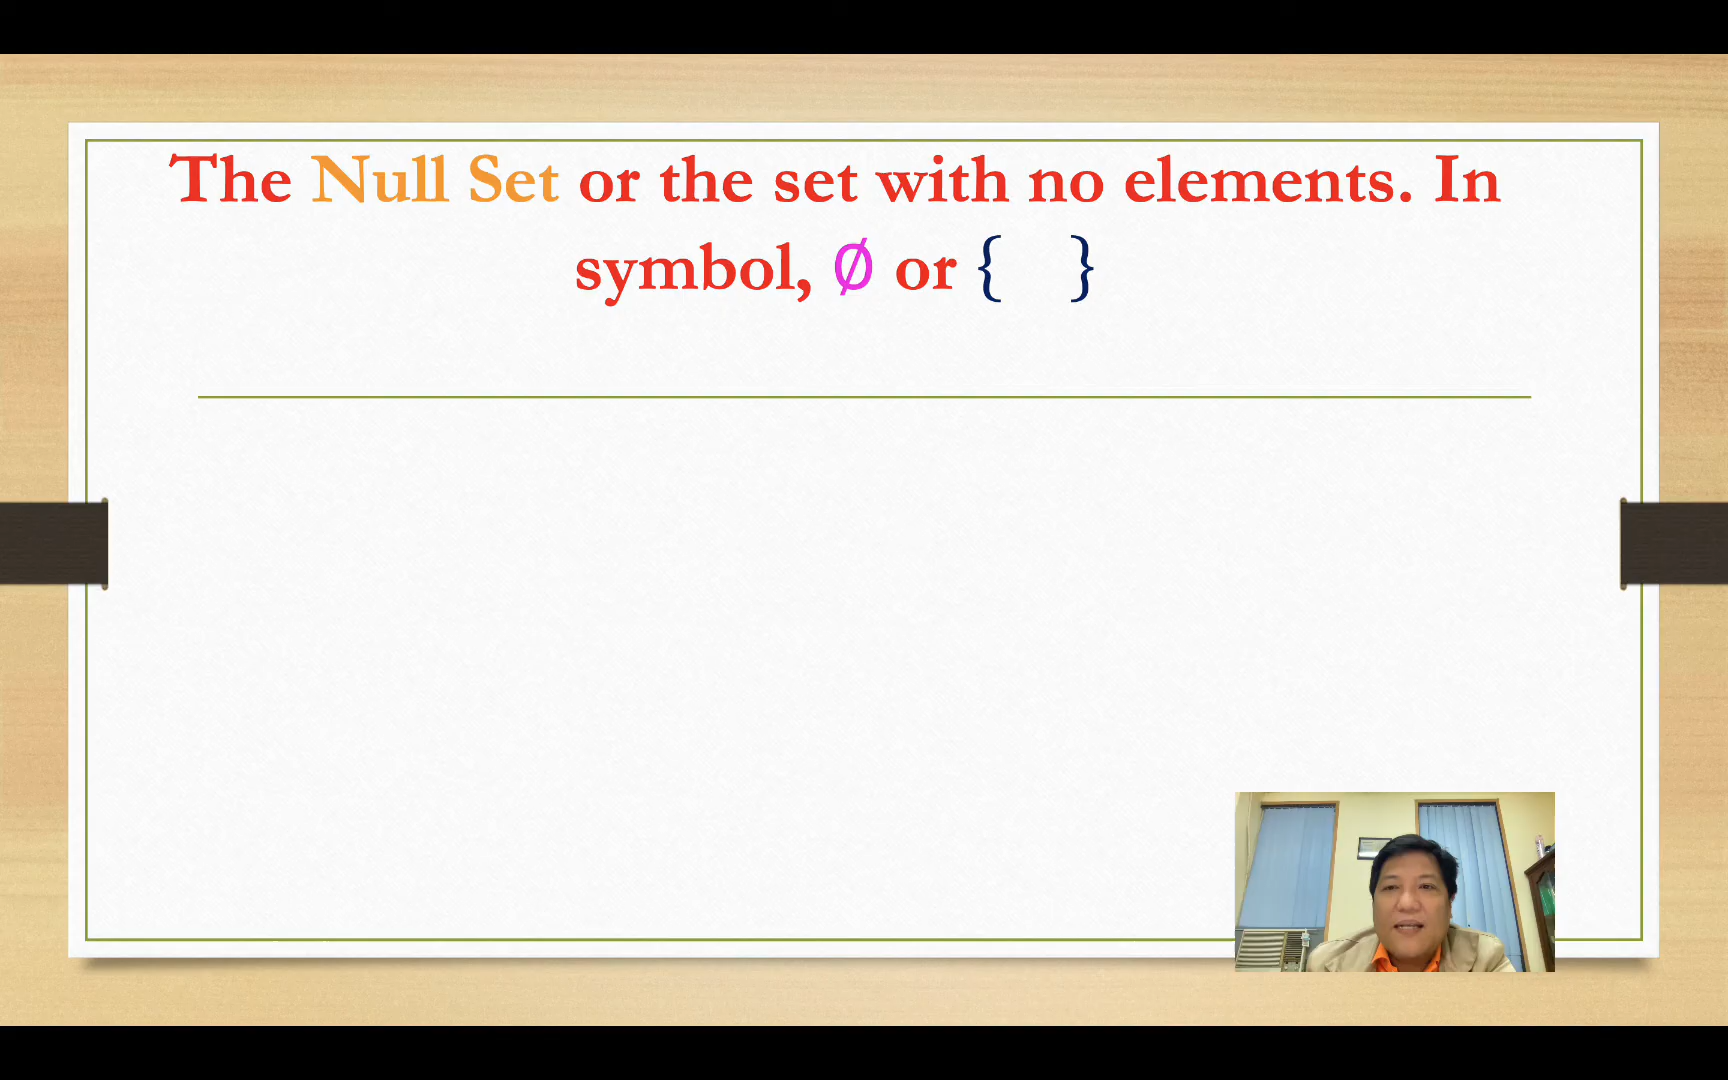 The Null Set or the set with no elements. In
symbol, Ø or { }